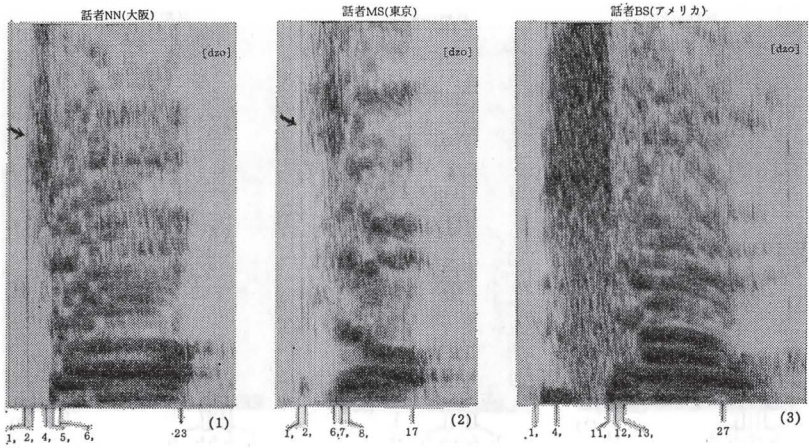 話者NN(大阪)
[dzo]
(1)
1, 2, 4, 5, 6, 23
話者MS(東京)
[dzo]
(2)
1, 2, 6, 7, 8, 17
話者BS(アメリカ)
[dzo]
(3)
1, 4, 11, 12, 13, 27